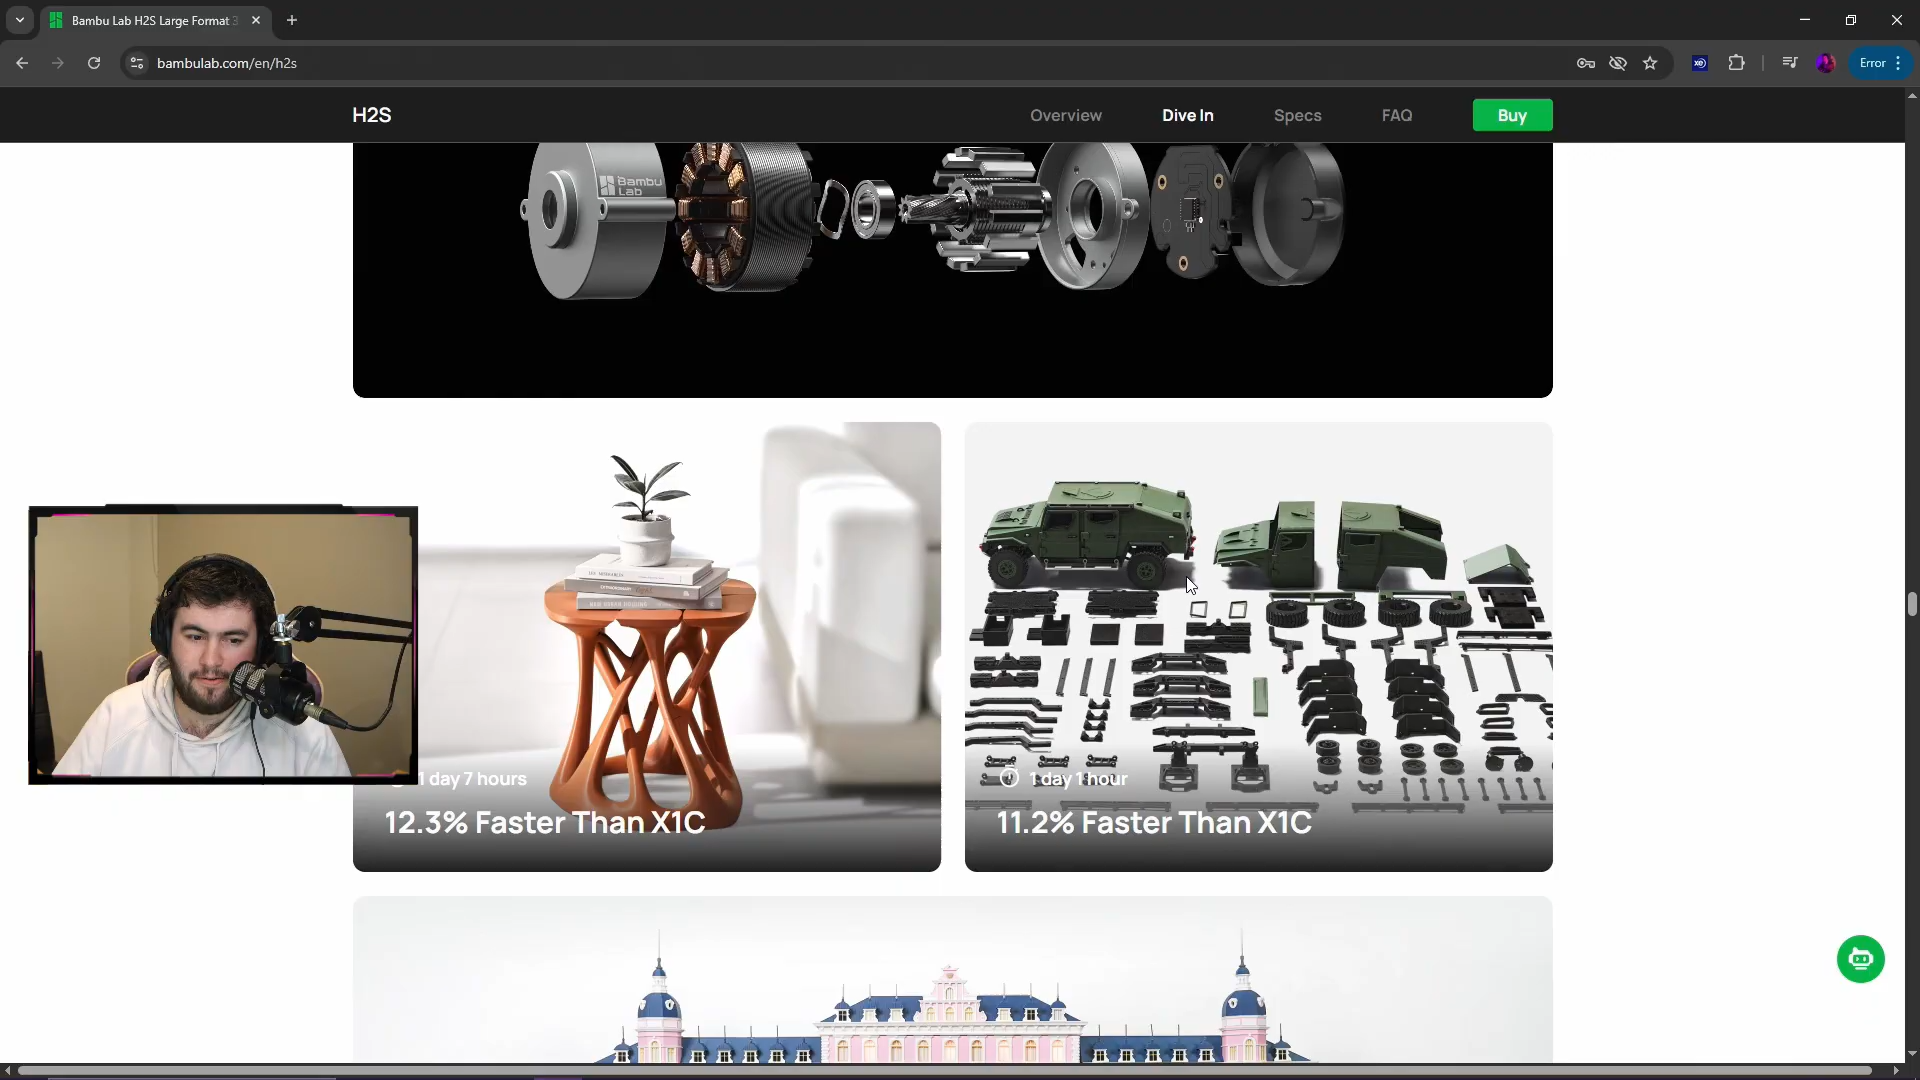 Bambu Lab H2S Large Format 3
bambulab.com/en/h2s
Error
H2S
Overview
Dive In
Specs
FAQ
Buy
Bambu
Lab
1 day 7 hours
12.3% Faster Than X1C
1 day 1 hour
11.2% Faster Than X1C